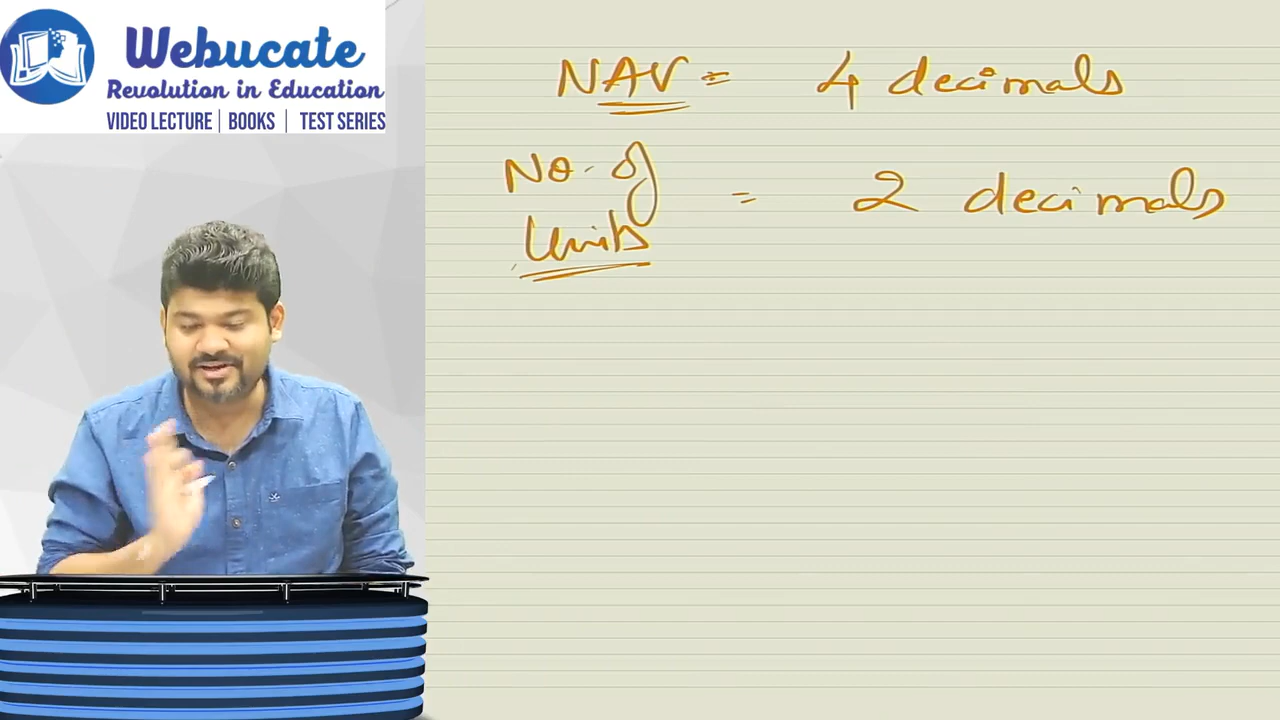 Webucate
Revolution in Education
VIDEO LECTURE | BOOKS | TEST SERIES
NAV = 4 decimals
No. of
Units = 2 decimals